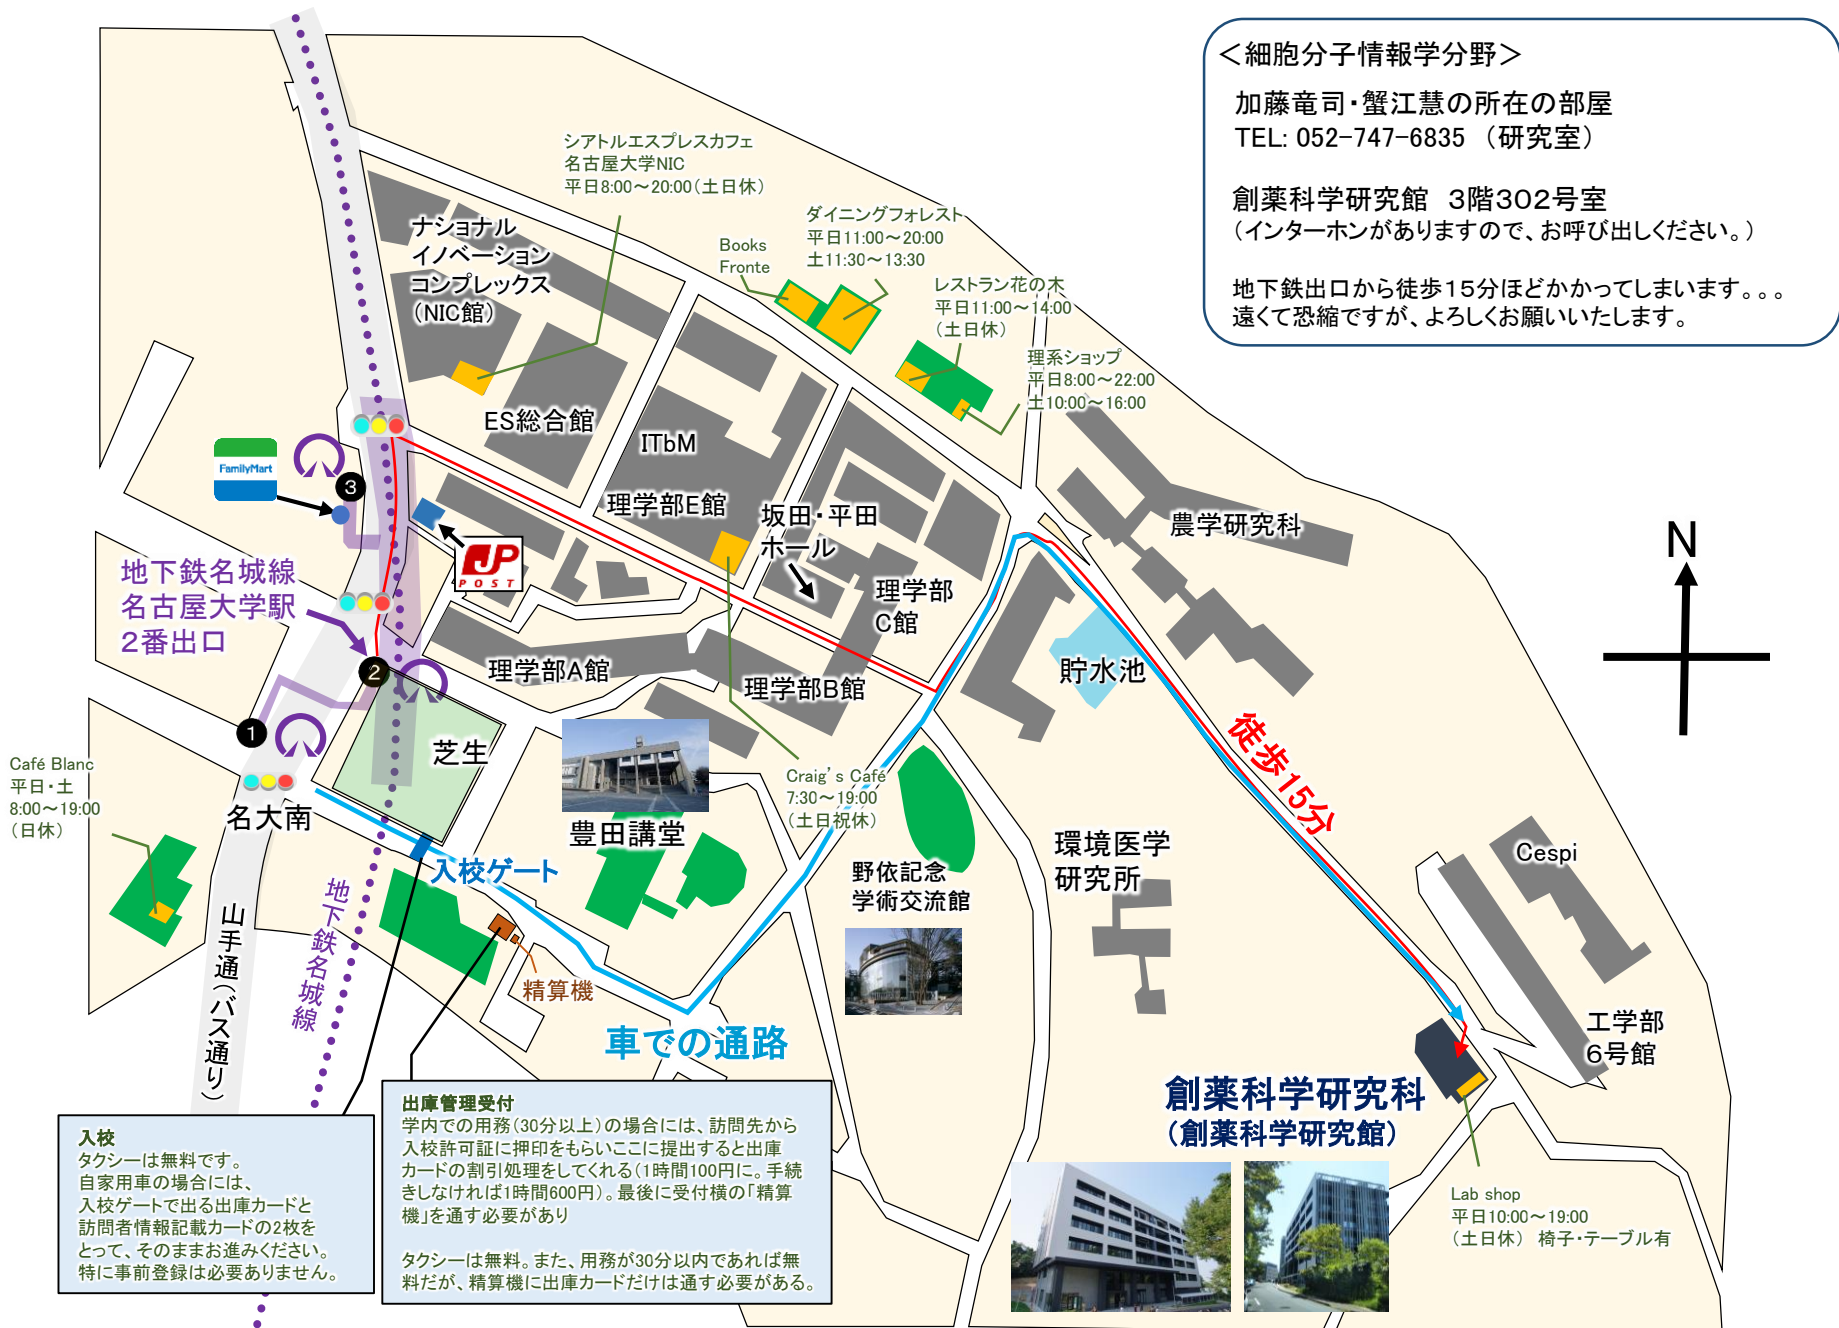 ＜細胞分子情報学分野＞
加藤竜司・蟹江慧の所在の部屋
TEL: 052-747-6835 （研究室）
創薬科学研究館　3階302号室
（インターホンがありますので、お呼び出しください。）
地下鉄出口から徒歩15分ほどかかってしまいます。。。
遠くて恐縮ですが、よろしくお願いいたします。
シアトルエスプレスカフェ
名古屋大学NIC
平日8:00～20:00（土日休）
ダイニングフォレスト
平日11:00～20:00
土11:30～13:30
Books
Fronte
レストラン花の木
平日11:00～14:00
（土日休）
理系ショップ
平日8:00～22:00
土10:00～16:00
ナショナル
イノベーション
コンプレックス
（NIC館）
ES総合館
ITbM
理学部E館
坂田・平田
ホール
理学部
C館
農学研究科
FamilyMart
3
JP
POST
地下鉄名城線
名古屋大学駅
2番出口
2
1
理学部A館
理学部B館
貯水池
N
芝生
Café Blanc
平日・土
8:00～19:00
（日休）
名大南
豊田講堂
Craig's Café
7:30～19:00
（土日祝休）
徒歩15分
入校ゲート
野依記念
学術交流館
環境医学
研究所
Cespi
山手通（バス通り）
地下鉄名城線
精算機
車での通路
工学部
6号館
創薬科学研究科
（創薬科学研究館）
入校
タクシーは無料です。
自家用車の場合には、
入校ゲートで出る出庫カードと
訪問者情報記載カードの2枚を
とって、そのままお進みください。
特に事前登録は必要ありません。
出庫管理受付
学内での用務（30分以上）の場合には、訪問先から
入校許可証に押印をもらいここに提出すると出庫
カードの割引処理をしてくれる（1時間100円に。手続
きしなければ1時間600円）。最後に受付横の「精算
機」を通す必要があり
タクシーは無料。また、用務が30分以内であれば無
料だが、精算機に出庫カードだけは通す必要がある。
Lab shop
平日10:00～19:00
（土日休） 椅子・テーブル有